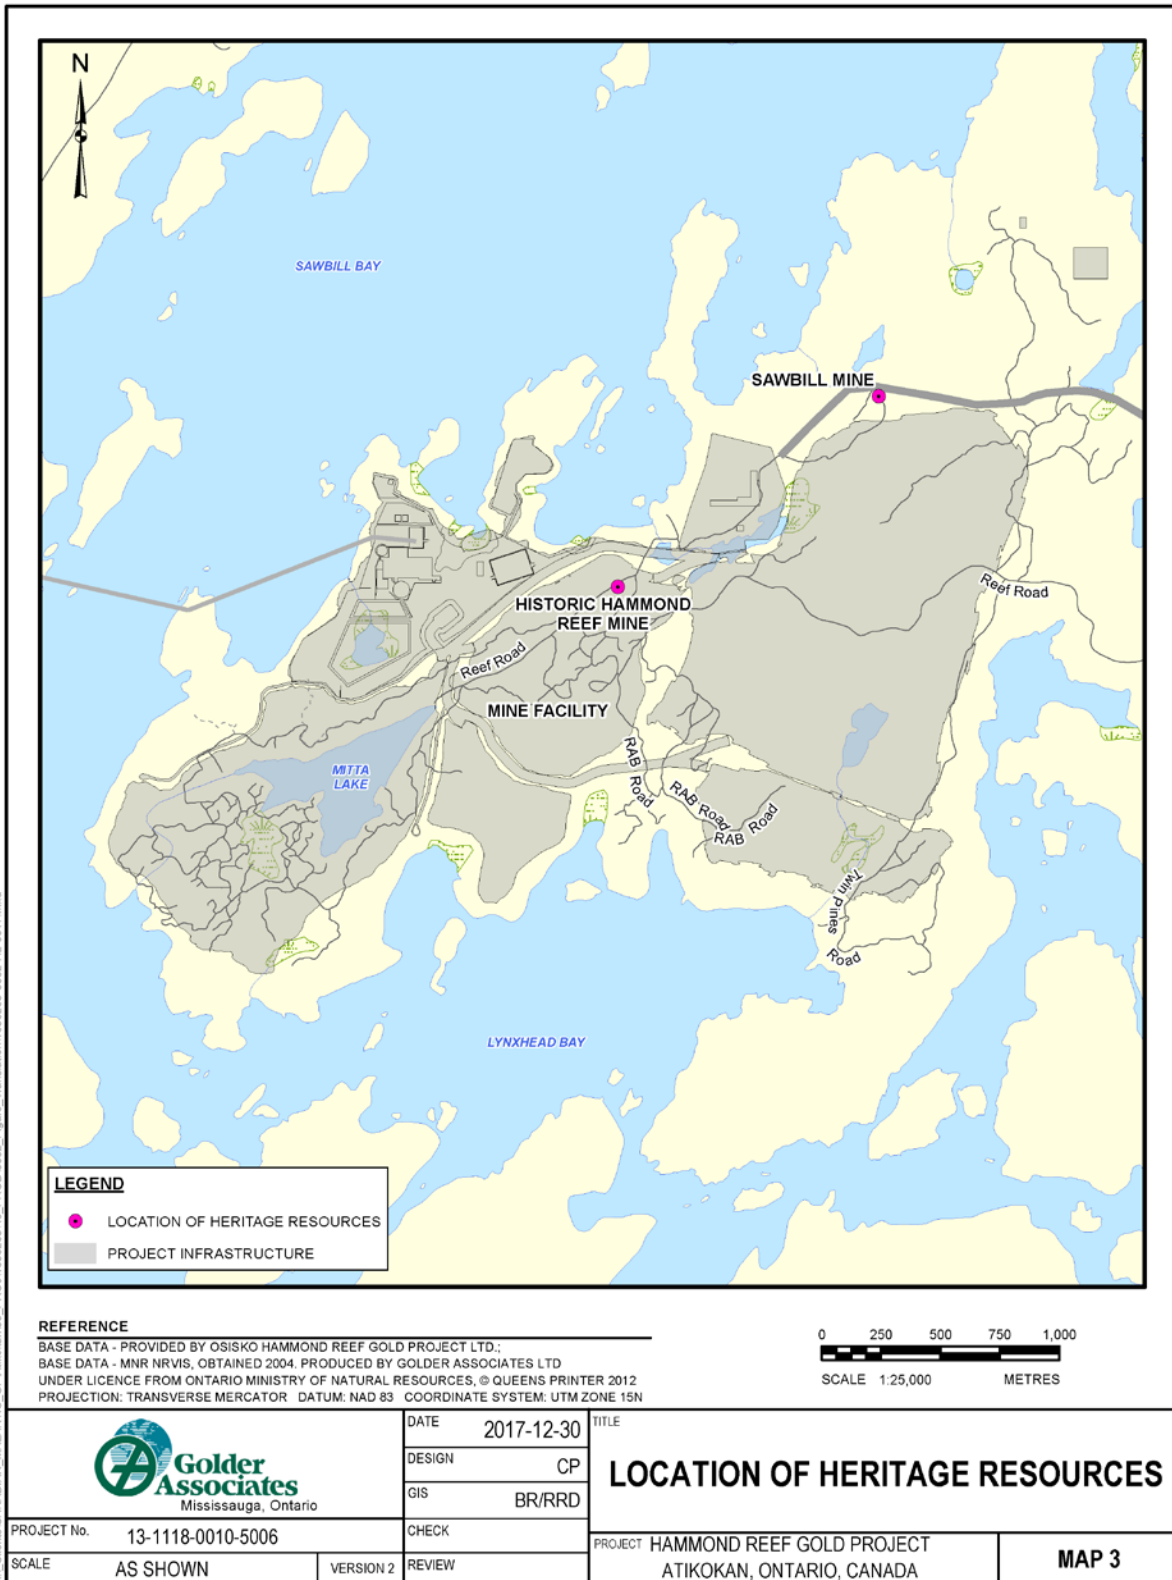 N
SAWBILL BAY
SAWBILL MINE
HISTORIC HAMMOND
REEF MINE
Reef Road
Reef Road
MINE FACILITY
MITTA
LAKE
RAB Road
RAB Road
RAB Road
Twin Pines Road
LYNXHEAD BAY
LEGEND
LOCATION OF HERITAGE RESOURCES
PROJECT INFRASTRUCTURE
REFERENCE
BASE DATA - PROVIDED BY OSISKO HAMMOND REEF GOLD PROJECT LTD.;
BASE DATA - MNR NRVIS, OBTAINED 2004. PRODUCED BY GOLDER ASSOCIATES LTD
UNDER LICENCE FROM ONTARIO MINISTRY OF NATURAL RESOURCES, © QUEENS PRINTER 2012
PROJECTION: TRANSVERSE MERCATOR DATUM: NAD 83 COORDINATE SYSTEM: UTM ZONE 15N
0 250 500 750 1,000
SCALE 1:25,000 METRES
Golder
Associates
Mississauga, Ontario
DATE 2017-12-30
DESIGN CP
GIS BR/RRD
CHECK
REVIEW
PROJECT No. 13-1118-0010-5006
SCALE AS SHOWN VERSION 2
TITLE
LOCATION OF HERITAGE RESOURCES
PROJECT HAMMOND REEF GOLD PROJECT
ATIKOKAN, ONTARIO, CANADA
MAP 3